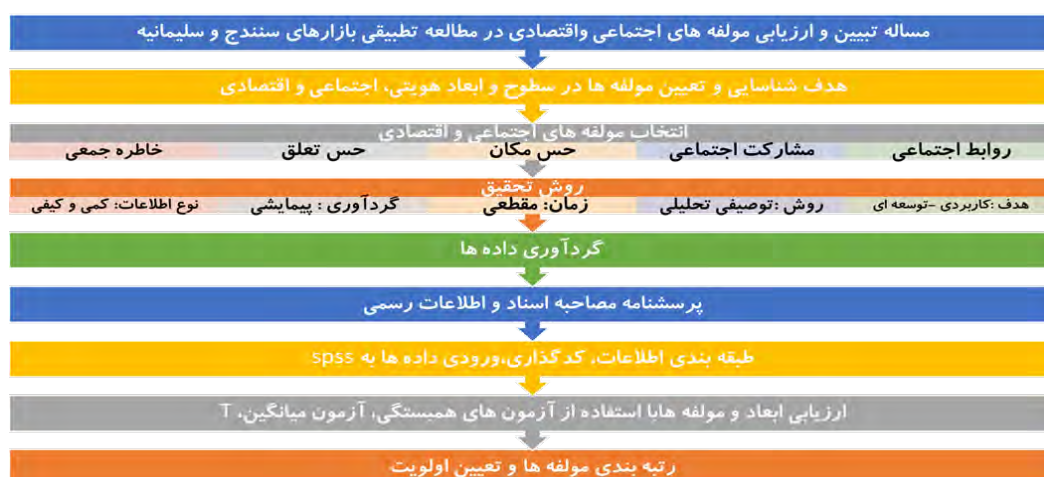 مساله تبیین و ارزیابی مولفه های اجتماعی واقتصادی در مطالعه تطبیقی بازارهای سنندج و سلیمانیه
هدف شناسایی و تعیین مولفه ها در سطوح و ابعاد هویتی، اجتماعی و اقتصادی
انتخاب مولفه های اجتماعی و اقتصادی
روابط اجتماعی مشارکت اجتماعی حس مکان حس تعلق خاطره جمعی
روش تحقیق
هدف :کاربردی -توسعه ای روش :توصیفی تحلیلی زمان: مقطعی گردآوری : پیمایشی نوع اطلاعات: کمی و کیفی
گردآوری داده ها
پرسشنامه مصاحبه اسناد و اطلاعات رسمی
طبقه بندی اطلاعات، کدگذاری،ورودی داده ها به spss
ارزیابی ابعاد و مولفه هابا استفاده از آزمون های همبستگی، آزمون میانگین، T
رتبه بندی مولفه ها و تعیین اولویت